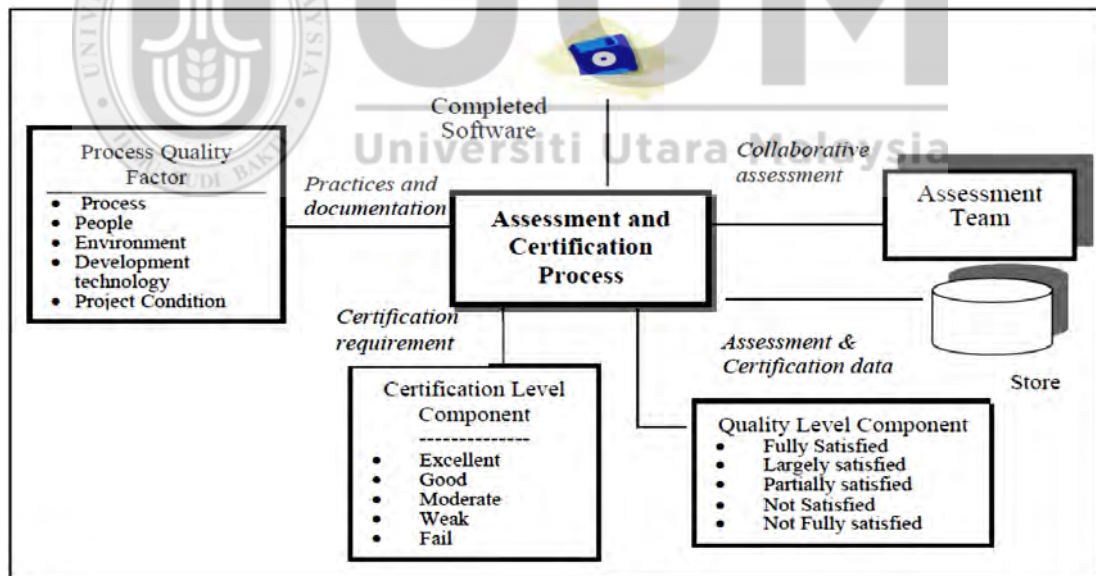 UUM
Universiti Utara Malaysia
Completed
Software
Process Quality
Factor
• Process
• People
• Environment
• Development
technology
• Project Condition
Practices and
documentation
Assessment and
Certification
Process
Collaborative
assessment
Assessment
Team
Store
Certification
requirement
Assessment &
Certification data
Certification Level
Component
--------------
• Excellent
• Good
• Moderate
• Weak
• Fail
Quality Level Component
• Fully Satisfied
• Largely satisfied
• Partially satisfied
• Not Satisfied
• Not Fully satisfied